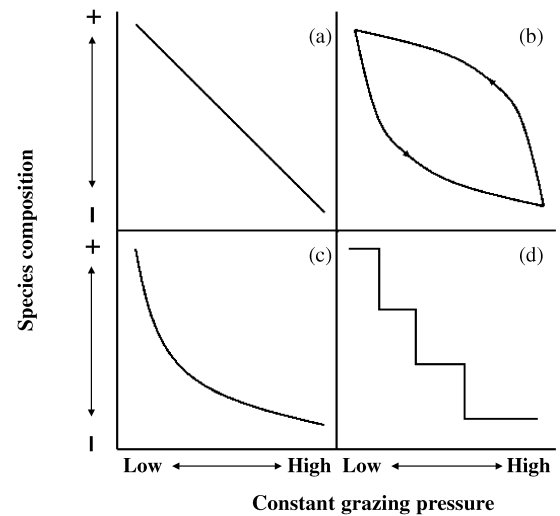 +
(a)
(b)
Species composition
–
+
(c)
(d)
–
Low
High
Low
High
Constant grazing pressure